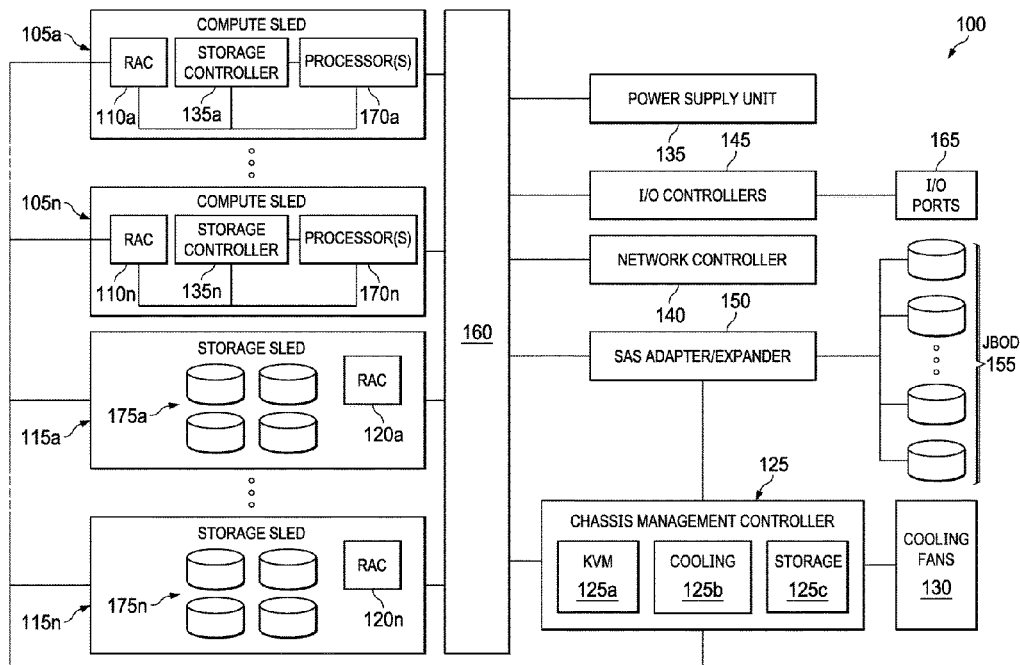 100
105a
COMPUTE SLED
RAC
STORAGE
CONTROLLER
PROCESSOR(S)
110a
135a
170a
105n
COMPUTE SLED
RAC
STORAGE
CONTROLLER
PROCESSOR(S)
110n
135n
170n
STORAGE SLED
175a
RAC
120a
115a
STORAGE SLED
175n
RAC
120n
115n
160
POWER SUPPLY UNIT
135
145
I/O CONTROLLERS
165
I/O
PORTS
NETWORK CONTROLLER
140
150
SAS ADAPTER/EXPANDER
JBOD
155
125
CHASSIS MANAGEMENT CONTROLLER
KVM
125a
COOLING
125b
STORAGE
125c
COOLING
FANS
130